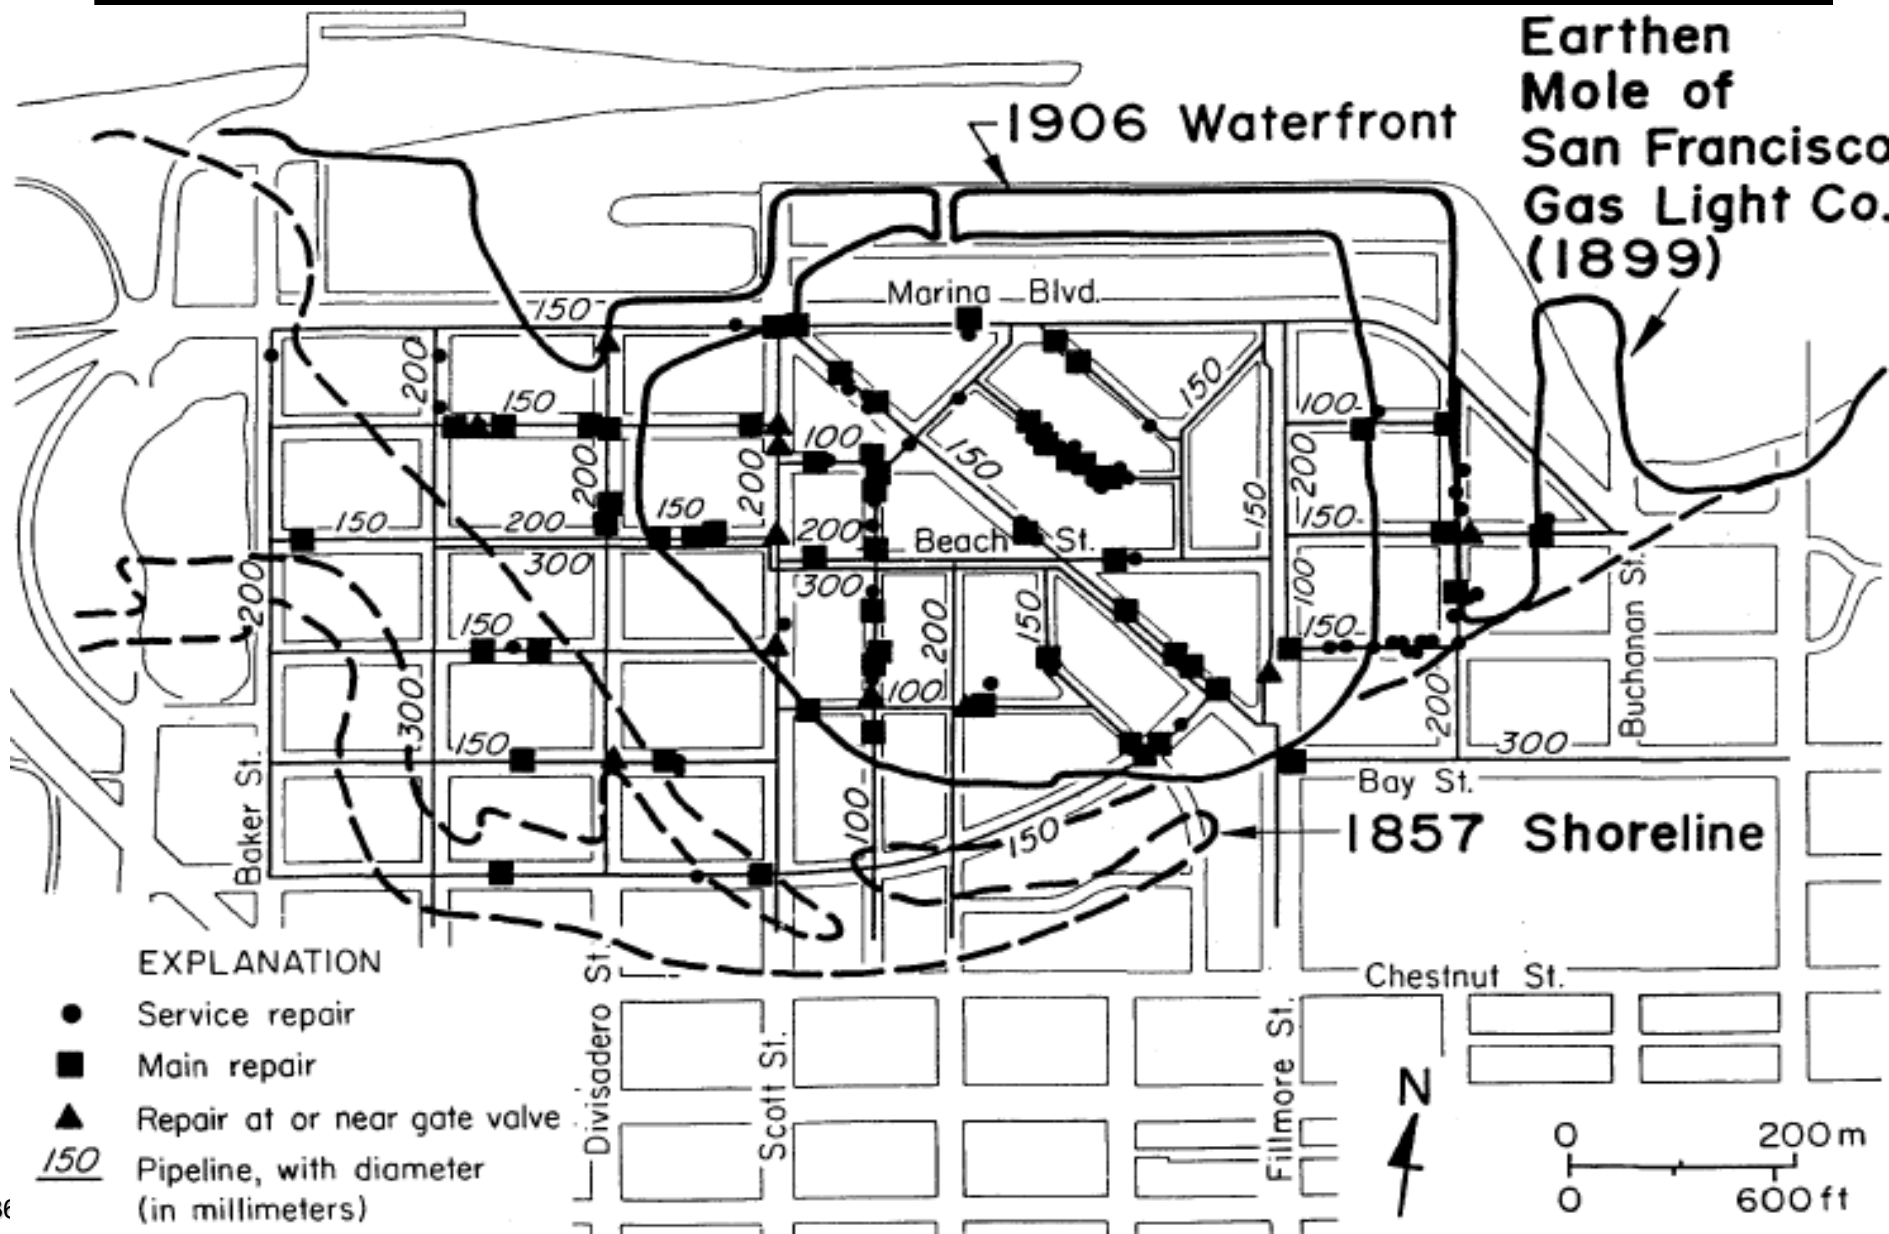 Earthen
Mole of
San Francisco
Gas Light Co.
(1899)
1906 Waterfront
Marina Blvd.
150
200
150
100
150
150
100
200
200
200
150
200
150
150
200
150
200
Beach St.
150
300
300
100
200
150
200
150
150
100
300
200
Buchanan St.
150
300
Bay St.
Baker St.
100
150
1857 Shoreline
EXPLANATION
Service repair
Main repair
Repair at or near gate valve
150 Pipeline, with diameter
(in millimeters)
Divisadero St.
Scott St.
Fillmore St.
Chestnut St.
N
0 200 m
0 600 ft